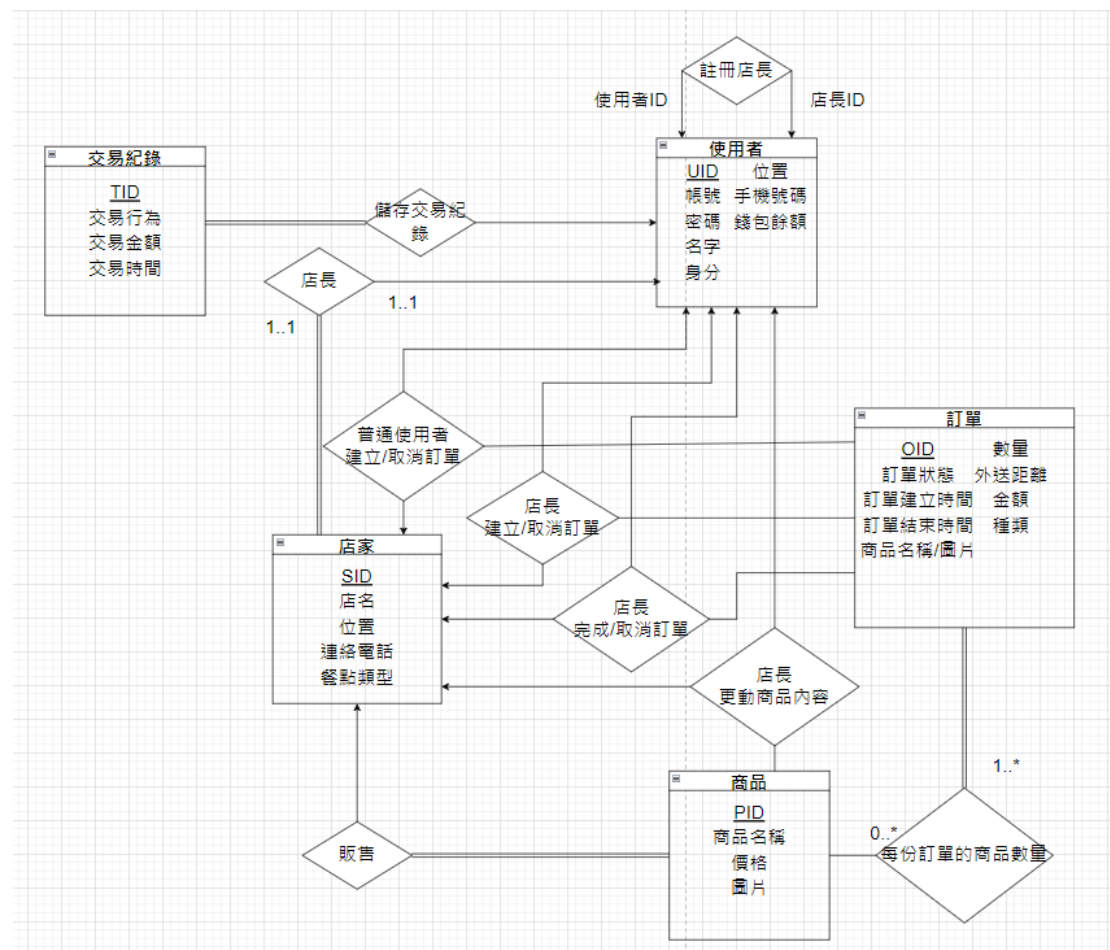 註冊店長
使用者ID
店長ID
使用者
UID 位置
帳號 手機號碼
密碼 錢包餘額
名字
身分
交易紀錄
TID
交易行為
交易金額
交易時間
儲存交易紀
錄
店長
1..1
1..1
普通使用者
建立/取消訂單
訂單
OID 數量
訂單狀態 外送距離
訂單建立時間 金額
訂單結束時間 種類
商品名稱/圖片
店長
建立/取消訂單
店家
SID
店名
位置
連絡電話
餐點類型
店長
完成/取消訂單
店長
更動商品內容
1..*
商品
PID
商品名稱
價格
圖片
0..*
每份訂單的商品數量
販售